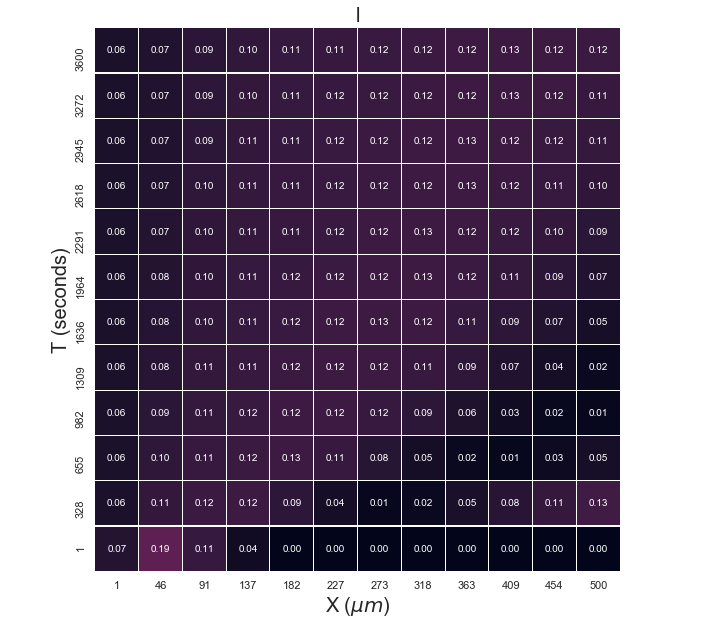 I
3600 0.06 0.07 0.09 0.10 0.11 0.11 0.12 0.12 0.12 0.13 0.12 0.12
3272 0.06 0.07 0.09 0.10 0.11 0.12 0.12 0.12 0.12 0.13 0.12 0.11
2945 0.06 0.07 0.09 0.11 0.11 0.12 0.12 0.12 0.13 0.12 0.12 0.11
2618 0.06 0.07 0.10 0.11 0.11 0.12 0.12 0.12 0.13 0.12 0.11 0.10
2291 0.06 0.07 0.10 0.11 0.11 0.12 0.12 0.13 0.12 0.12 0.10 0.09
1964 0.06 0.08 0.10 0.11 0.12 0.12 0.12 0.13 0.12 0.11 0.09 0.07
1636 0.06 0.08 0.10 0.11 0.12 0.12 0.13 0.12 0.11 0.09 0.07 0.05
1309 0.06 0.08 0.11 0.11 0.12 0.12 0.12 0.11 0.09 0.07 0.04 0.02
982 0.06 0.09 0.11 0.12 0.12 0.12 0.12 0.09 0.06 0.03 0.02 0.01
655 0.06 0.10 0.11 0.12 0.13 0.11 0.08 0.05 0.02 0.01 0.03 0.05
328 0.06 0.11 0.12 0.12 0.09 0.04 0.01 0.02 0.05 0.08 0.11 0.13
1 0.07 0.19 0.11 0.04 0.00 0.00 0.00 0.00 0.00 0.00 0.00 0.00
1 46 91 137 182 227 273 318 363 409 454 500
X (μm)
T (seconds)